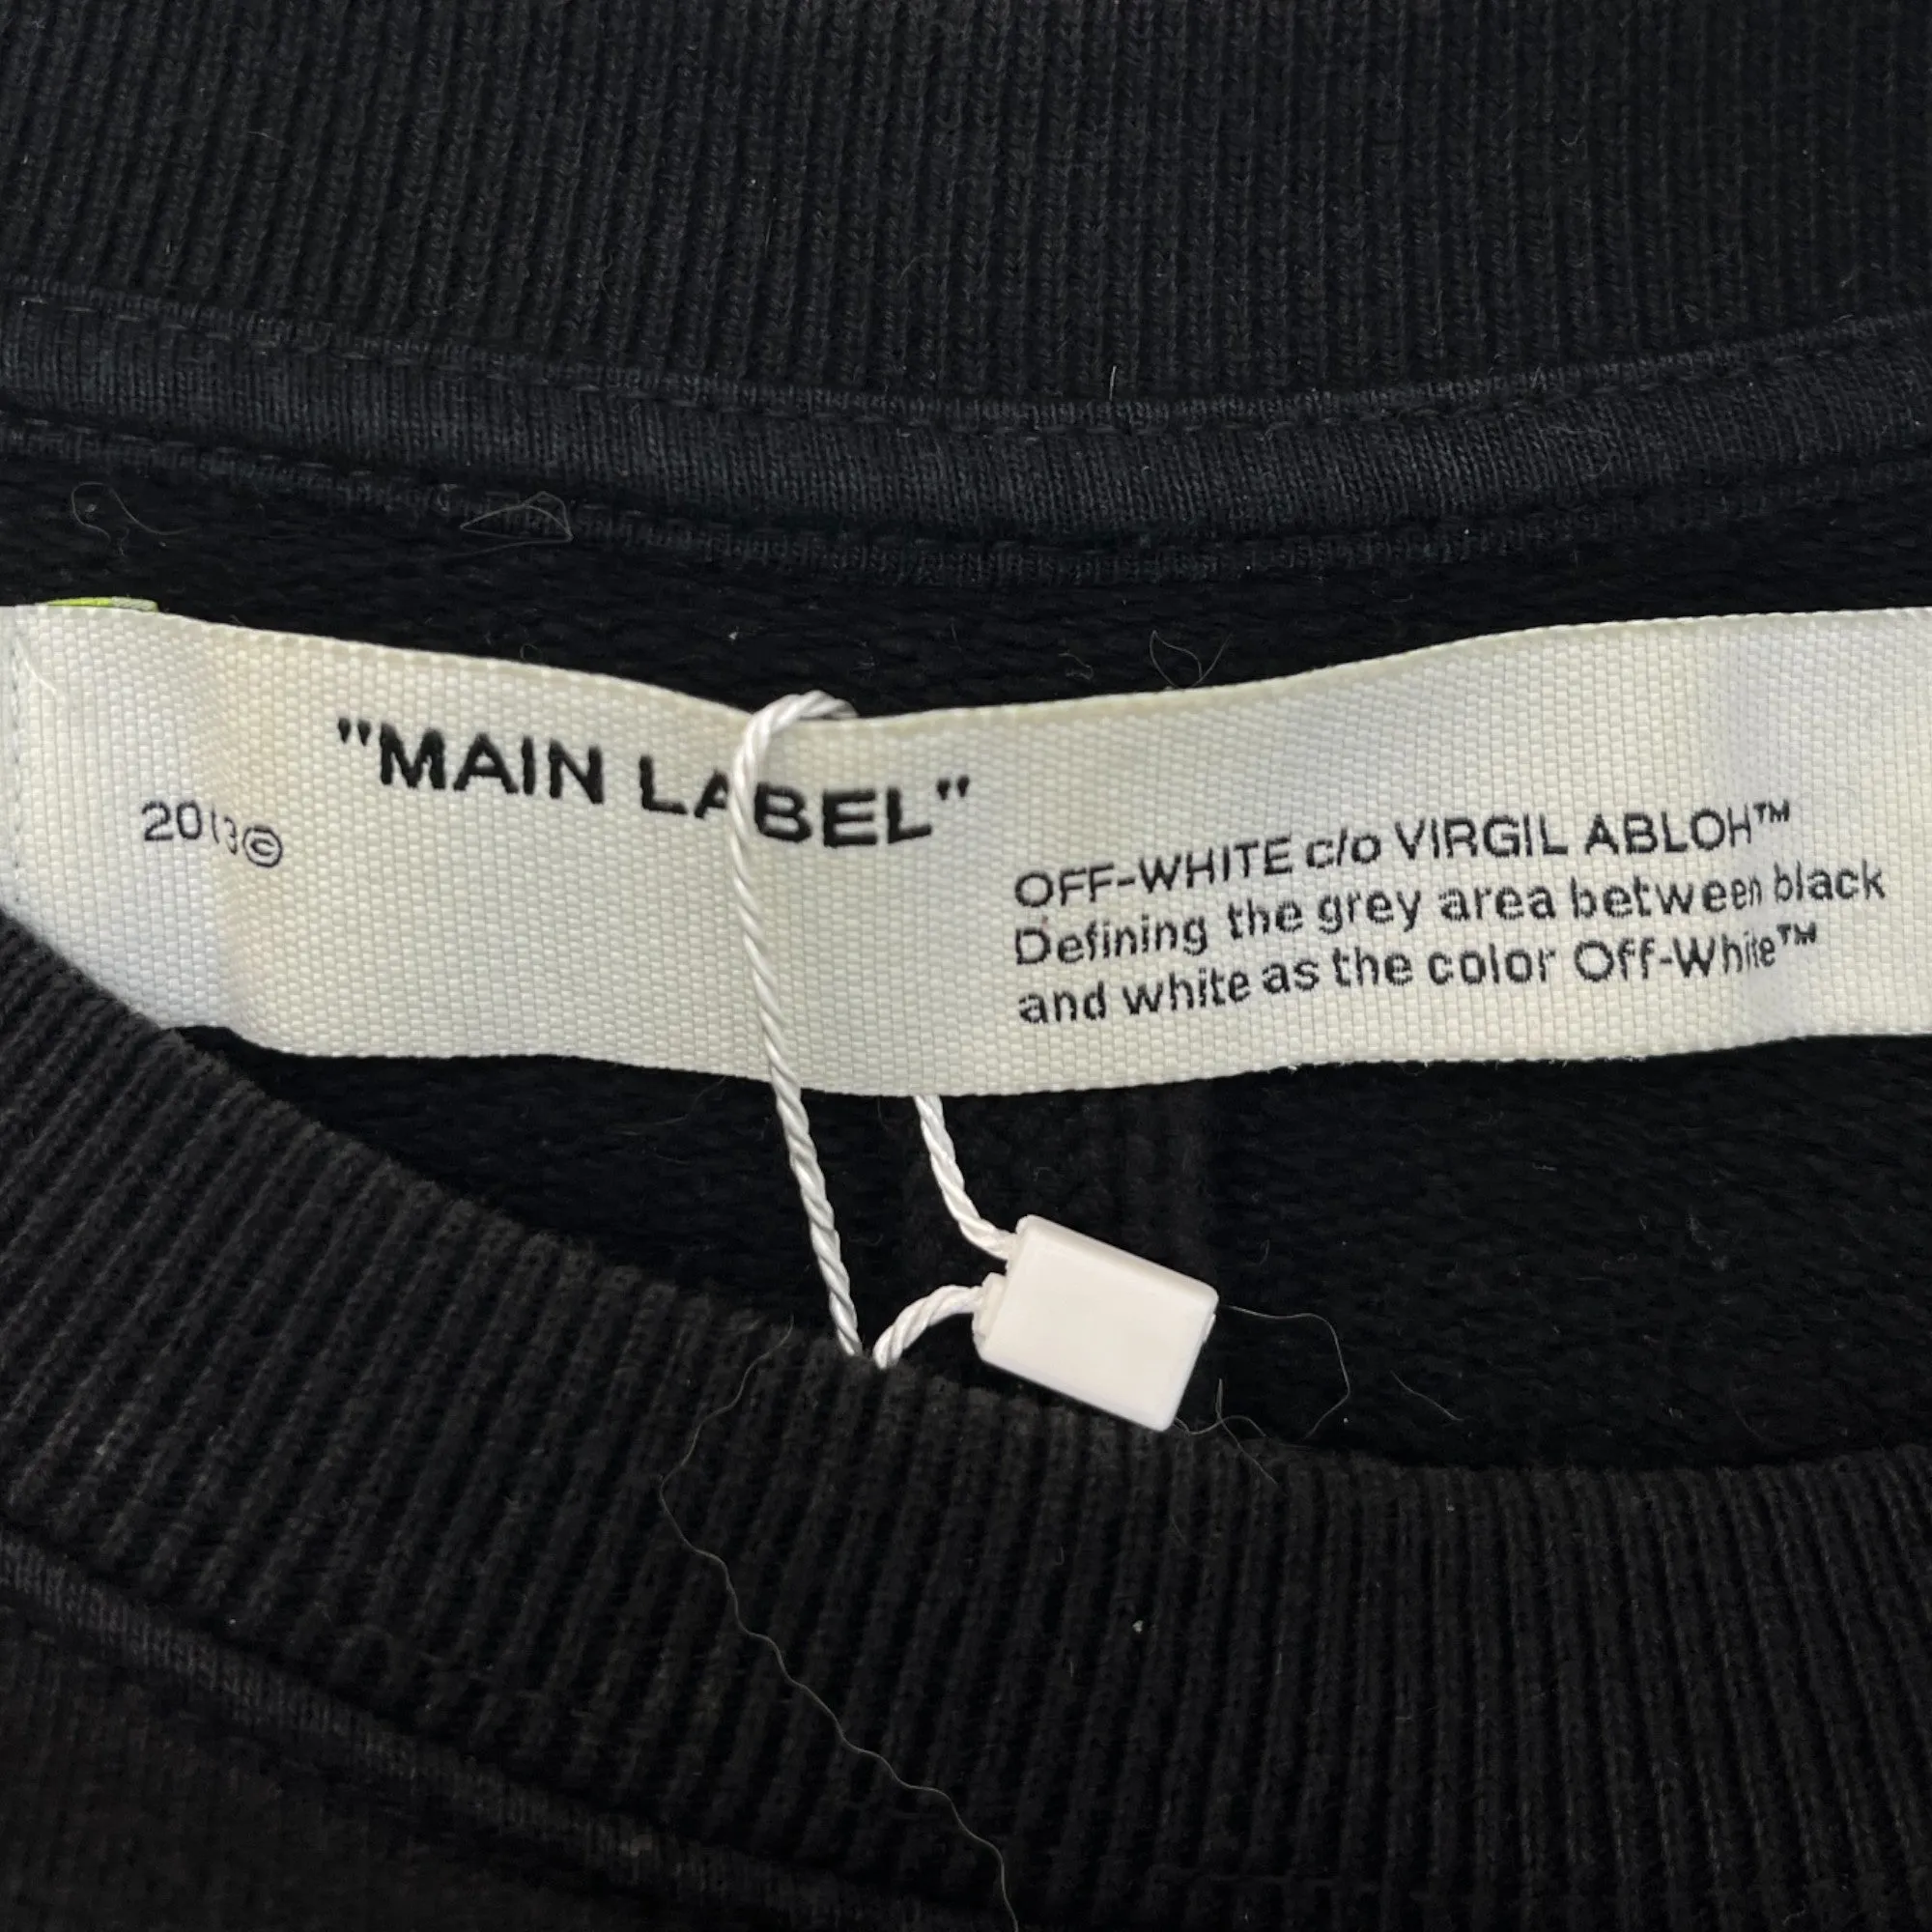 "MAIN LABEL"
2013©
OFF-WHITE c/o VIRGIL ABLOH™
Defining the grey area between black
and white as the color Off-White™